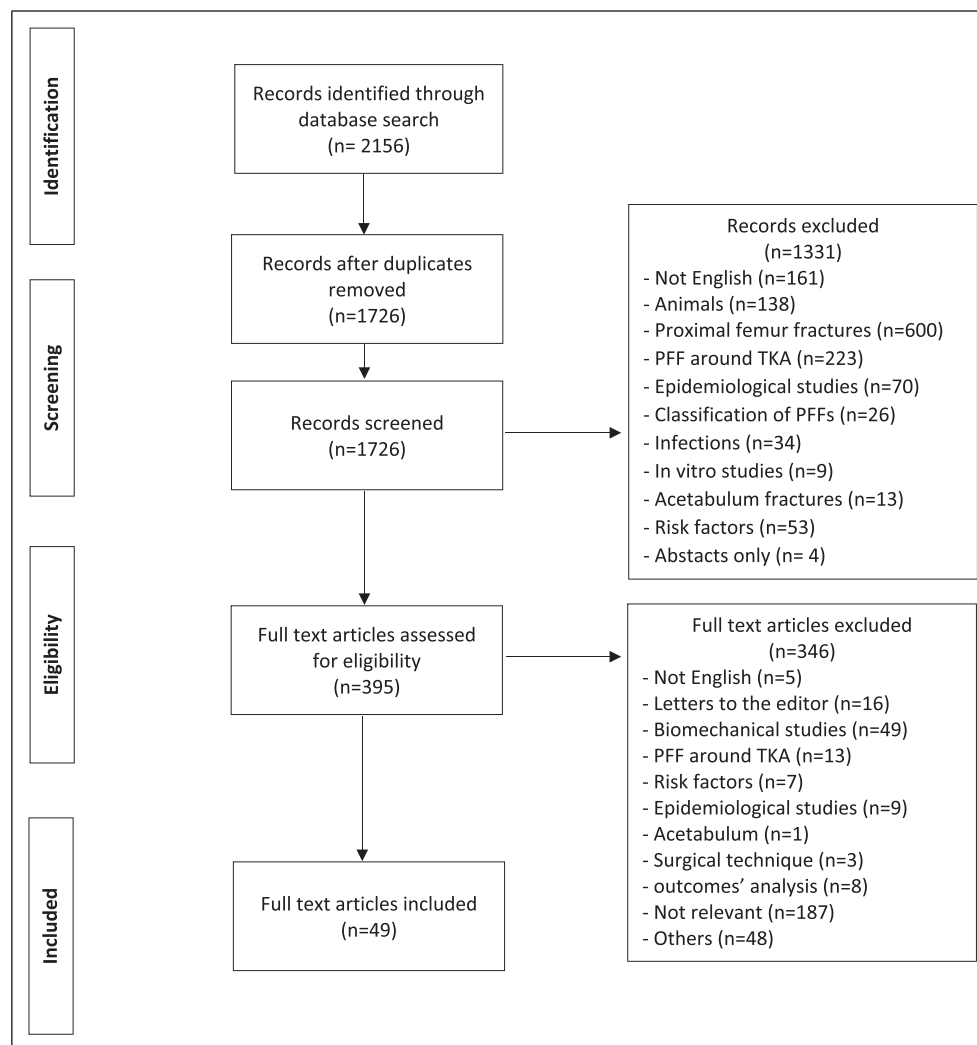 Identification
Records identified through
database search
(n= 2156)
Records after duplicates
removed
(n=1726)
Screening
Records screened
(n=1726)
Records excluded
(n=1331)
- Not English (n=161)
- Animals (n=138)
- Proximal femur fractures (n=600)
- PFF around TKA (n=223)
- Epidemiological studies (n=70)
- Classification of PFFs (n=26)
- Infections (n=34)
- In vitro studies (n=9)
- Acetabulum fractures (n=13)
- Risk factors (n=53)
- Abstacts only (n= 4)
Eligibility
Full text articles assessed
for eligibility
(n=395)
Full text articles excluded
(n=346)
- Not English (n=5)
- Letters to the editor (n=16)
- Biomechanical studies (n=49)
- PFF around TKA (n=13)
- Risk factors (n=7)
- Epidemiological studies (n=9)
- Acetabulum (n=1)
- Surgical technique (n=3)
- outcomes’ analysis (n=8)
- Not relevant (n=187)
- Others (n=48)
Included
Full text articles included
(n=49)